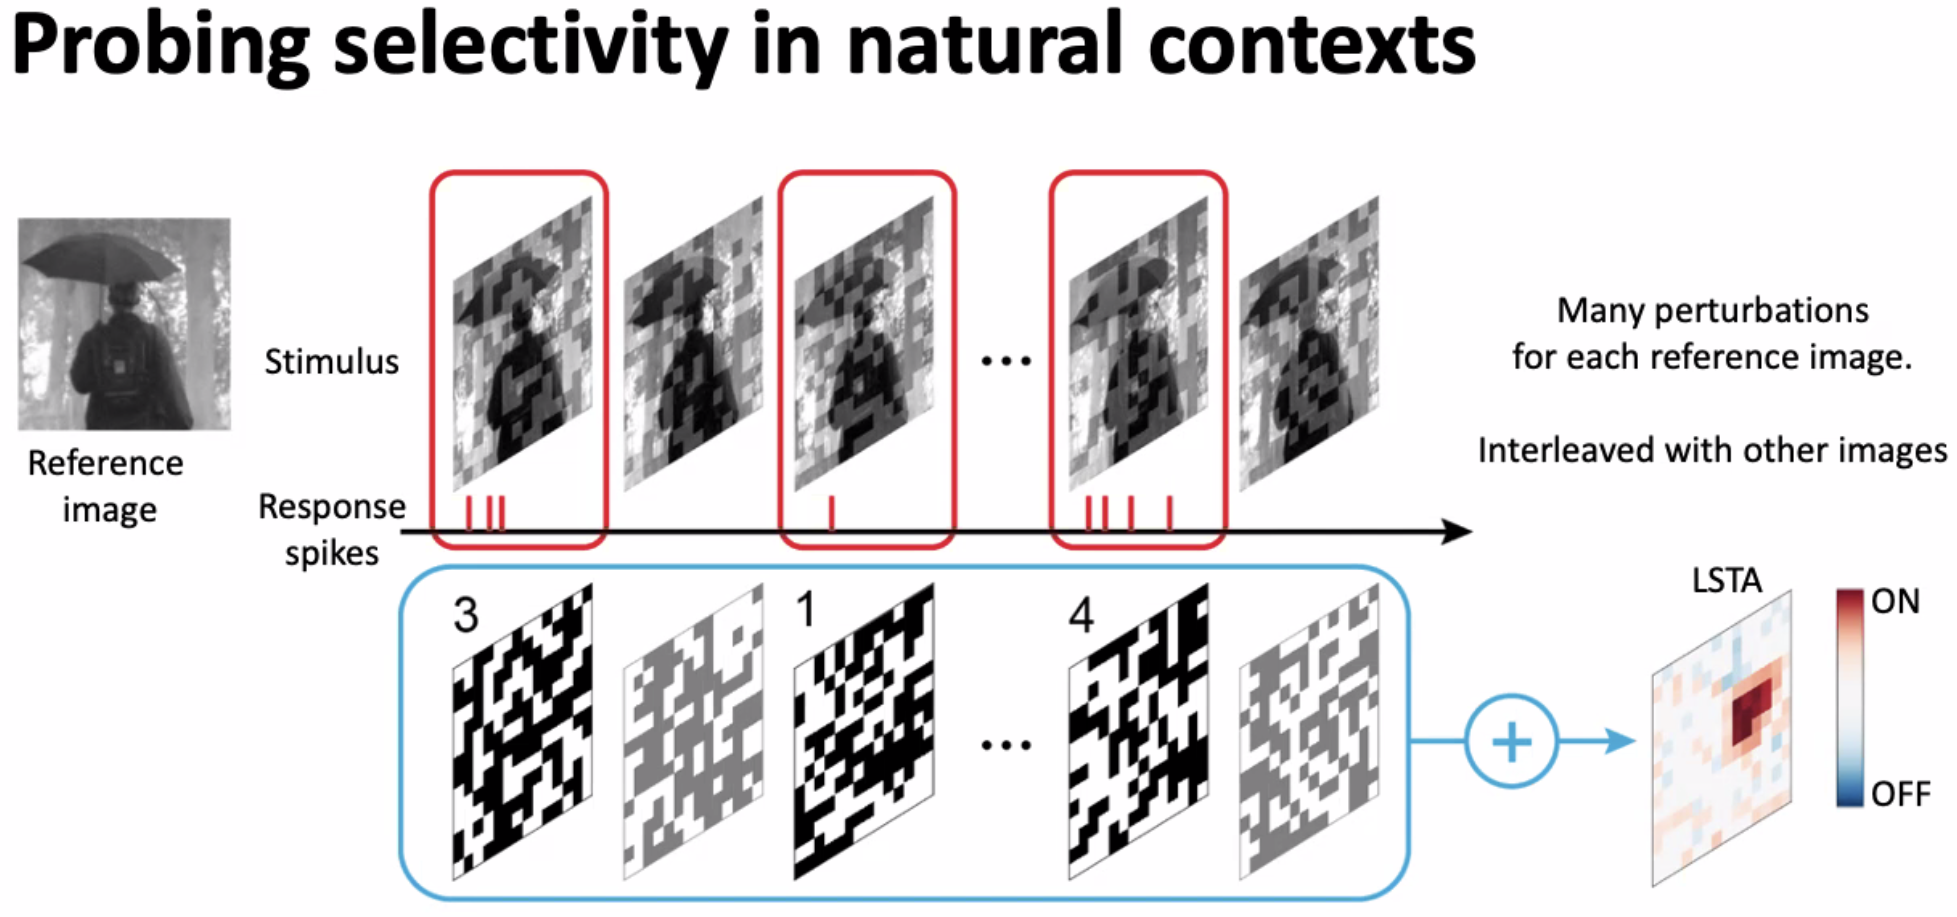 Probing selectivity in natural contexts
Reference
image
Stimulus
Response
spikes
Many perturbations
for each reference image.
Interleaved with other images
3
1
4
LSTA
ON
OFF